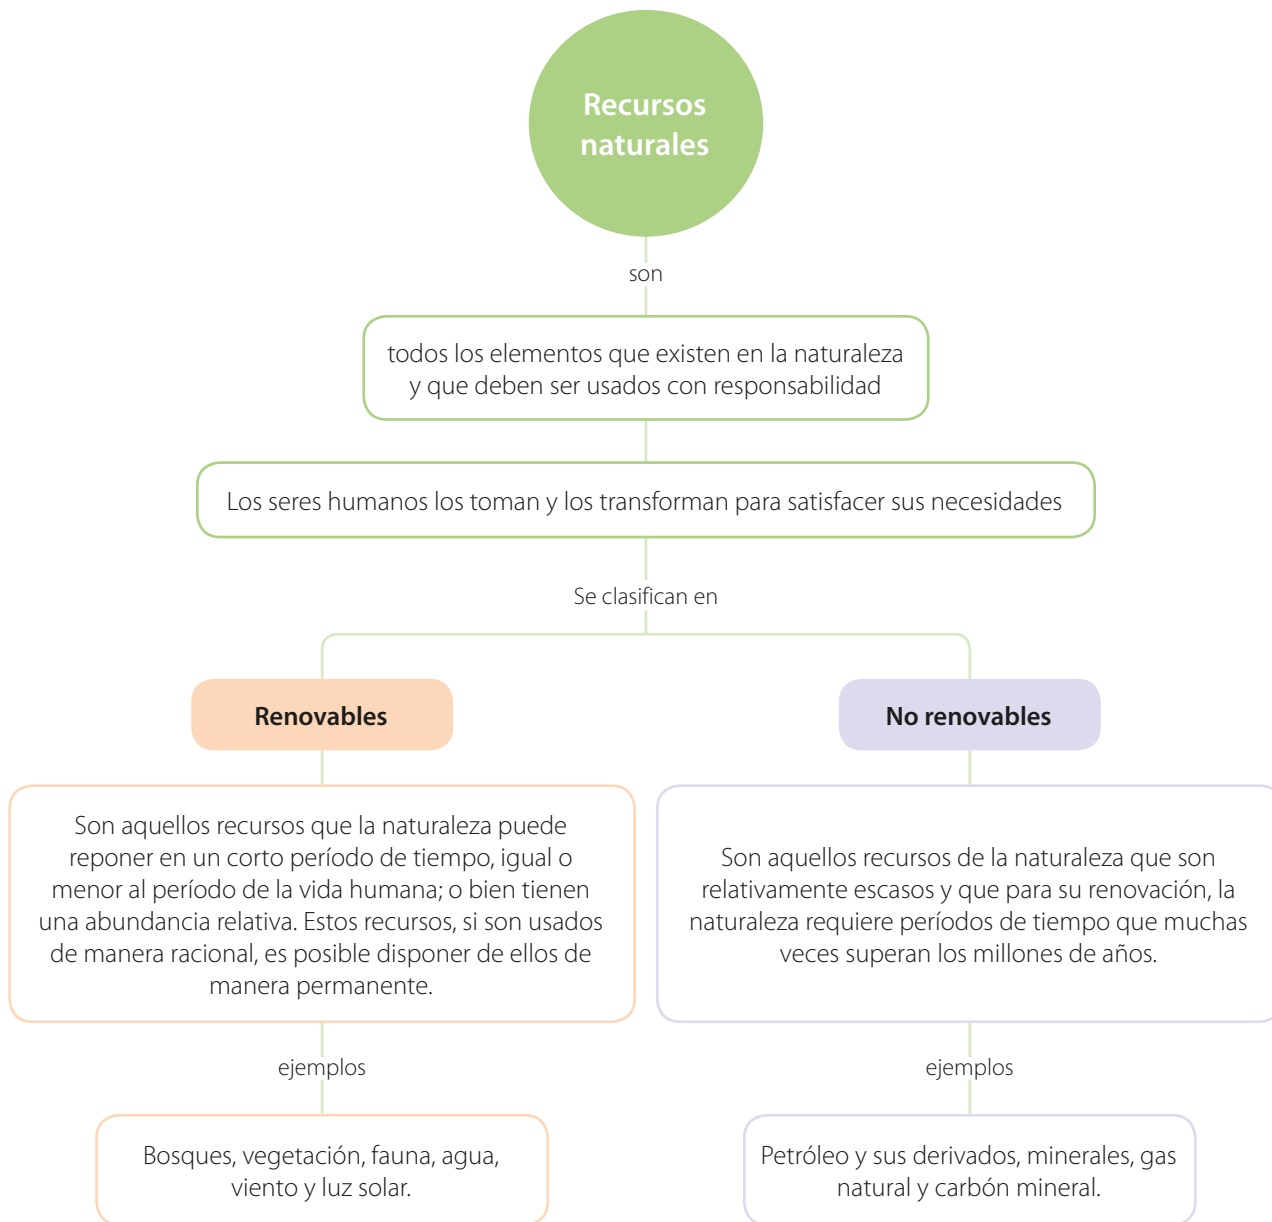 Recursos
naturales
son
todos los elementos que existen en la naturaleza
y que deben ser usados con responsabilidad
Los seres humanos los toman y los transforman para satisfacer sus necesidades
Se clasifican en
Renovables
Son aquellos recursos que la naturaleza puede
reponer en un corto período de tiempo, igual o
menor al período de la vida humana; o bien tienen
una abundancia relativa. Estos recursos, si son usados
de manera racional, es posible disponer de ellos de
manera permanente.
ejemplos
Bosques, vegetación, fauna, agua,
viento y luz solar.
No renovables
Son aquellos recursos de la naturaleza que son
relativamente escasos y que para su renovación, la
naturaleza requiere períodos de tiempo que muchas
veces superan los millones de años.
ejemplos
Petróleo y sus derivados, minerales, gas
natural y carbón mineral.